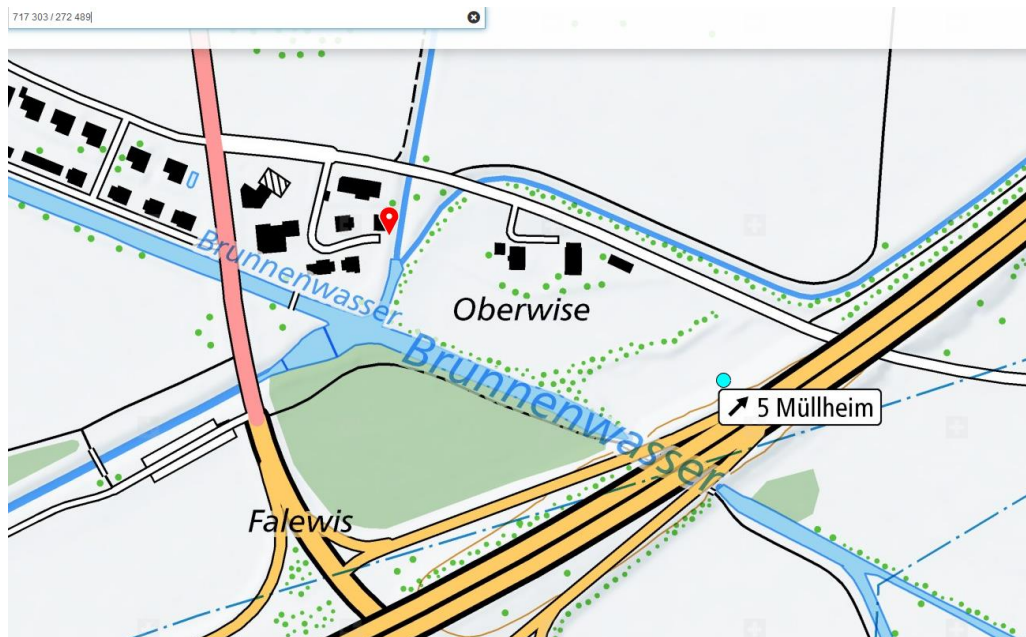 717 303 / 272 489
Brunnenwasser
Oberwise
Brunnenwasser
5 Müllheim
Falewis